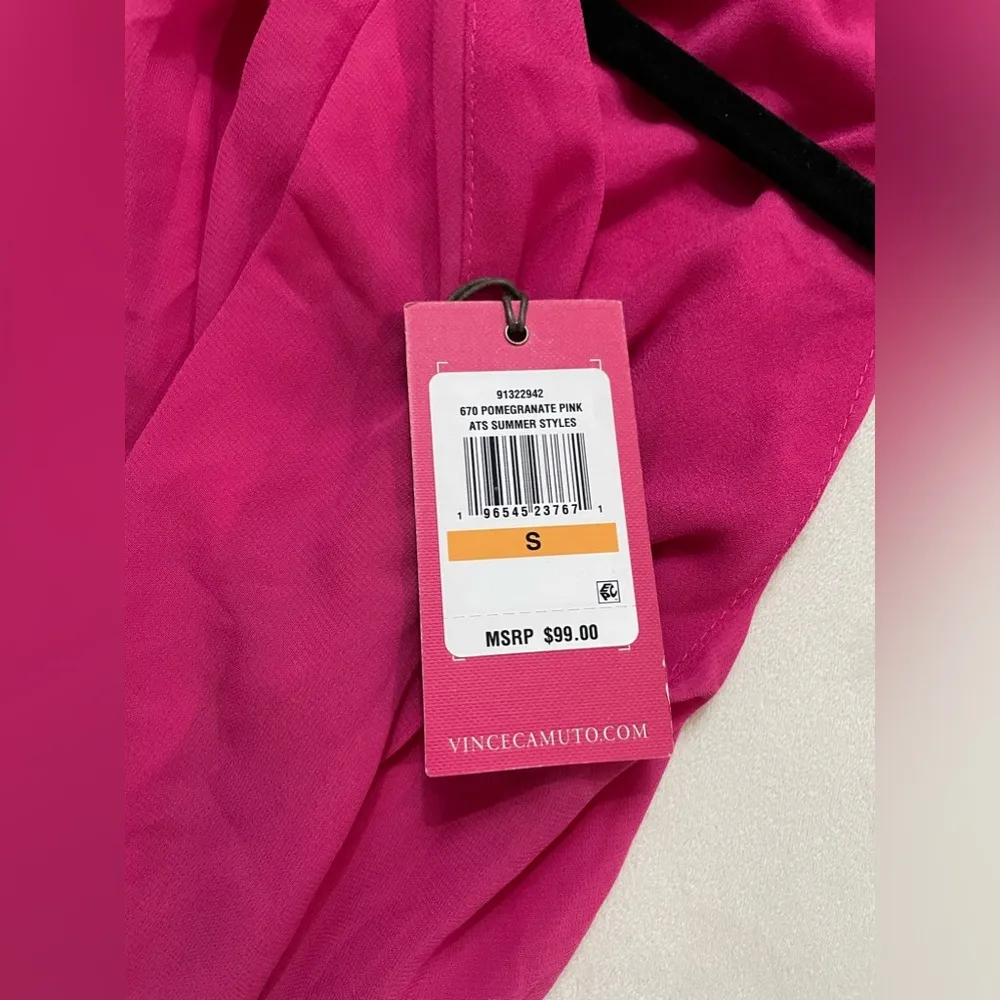 91322942
670 POMEGRANATE PINK
ATS SUMMER STYLES
1 96545 23767 1
S
MSRP $99.00
VINCECAMUTO.COM